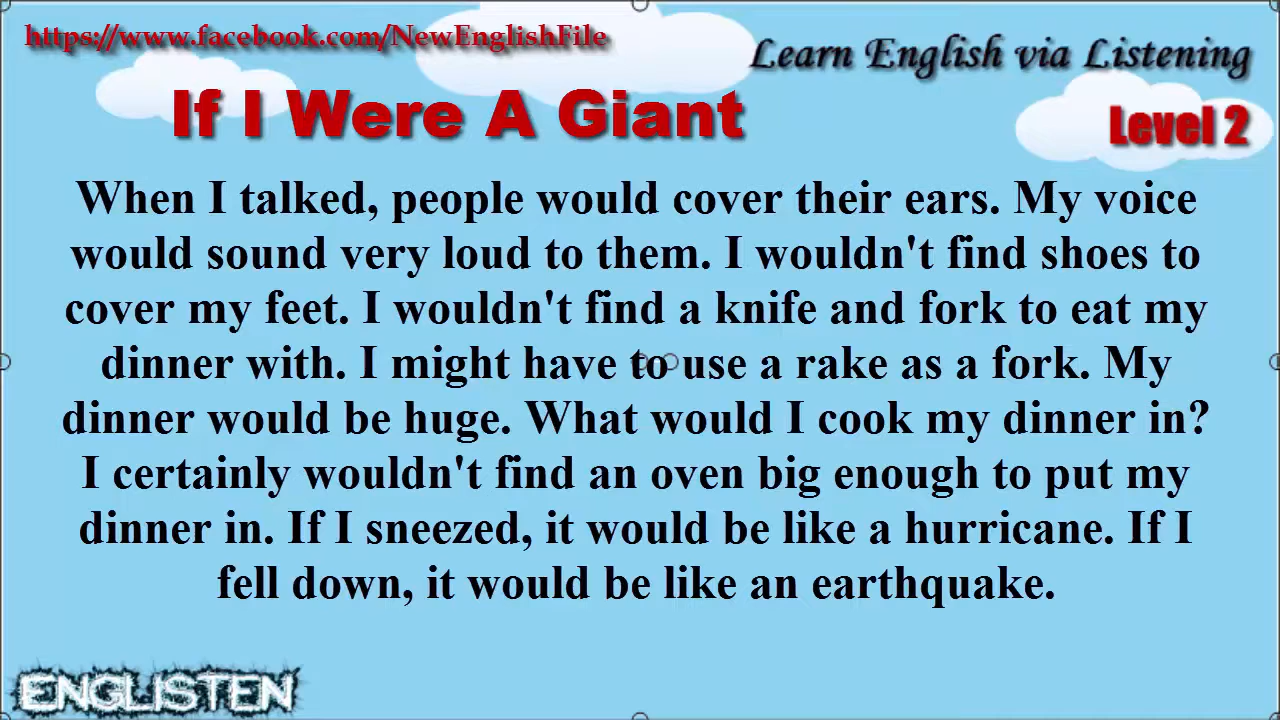 https://www.facebook.com/NewEnglishFile
Learn English via Listening
If I Were A Giant
Level 2
When I talked, people would cover their ears. My voice
would sound very loud to them. I wouldn't find shoes to
cover my feet. I wouldn't find a knife and fork to eat my
dinner with. I might have to use a rake as a fork. My
dinner would be huge. What would I cook my dinner in?
I certainly wouldn't find an oven big enough to put my
dinner in. If I sneezed, it would be like a hurricane. If I
fell down, it would be like an earthquake.
ENGLISTEN